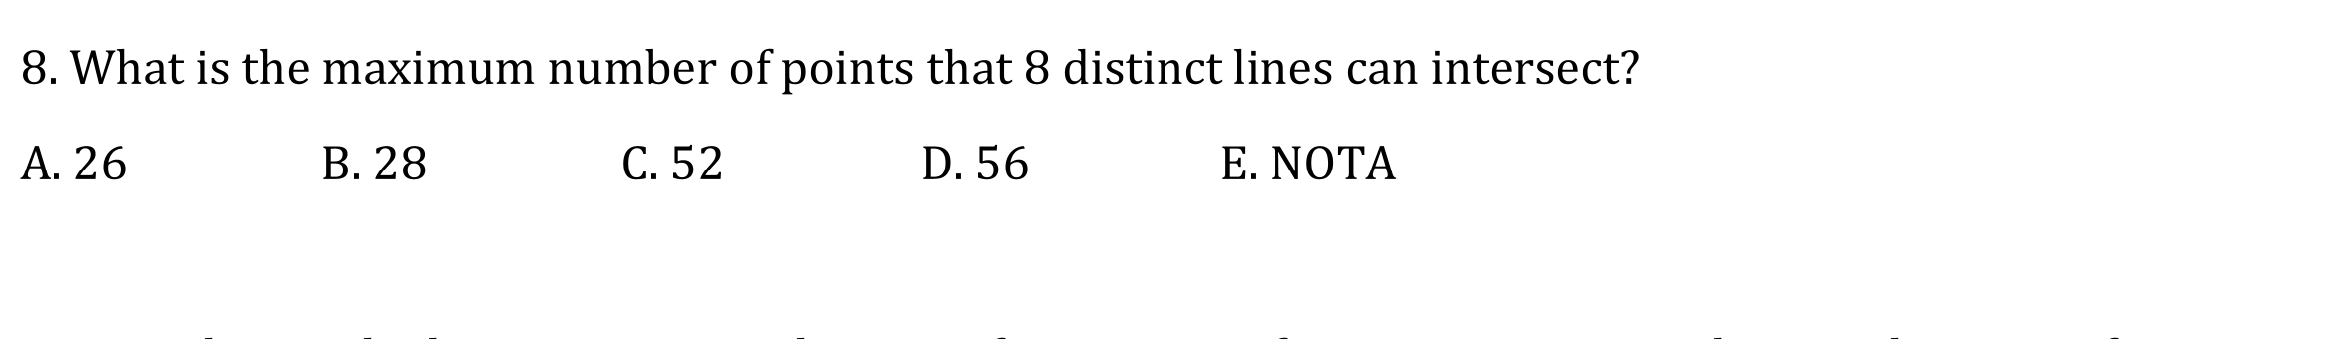 8. What is the maximum number of points that 8 distinct lines can intersect?
A. 26 B. 28 C. 52 D. 56 E. NOTA